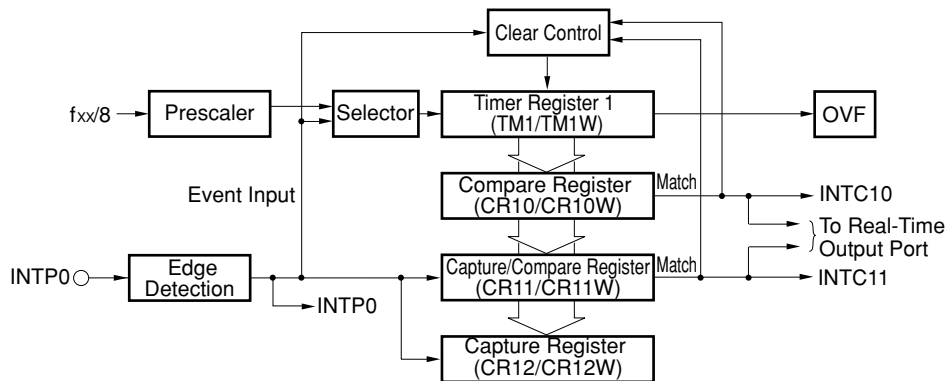 Clear Control
fxx/8
Prescaler
Selector
Timer Register 1
(TM1/TM1W)
OVF
Event Input
Compare Register
(CR10/CR10W)
Match
INTC10
To Real-Time
Output Port
INTP0
Edge
Detection
INTP0
Capture/Compare Register
(CR11/CR11W)
Match
INTC11
Capture Register
(CR12/CR12W)